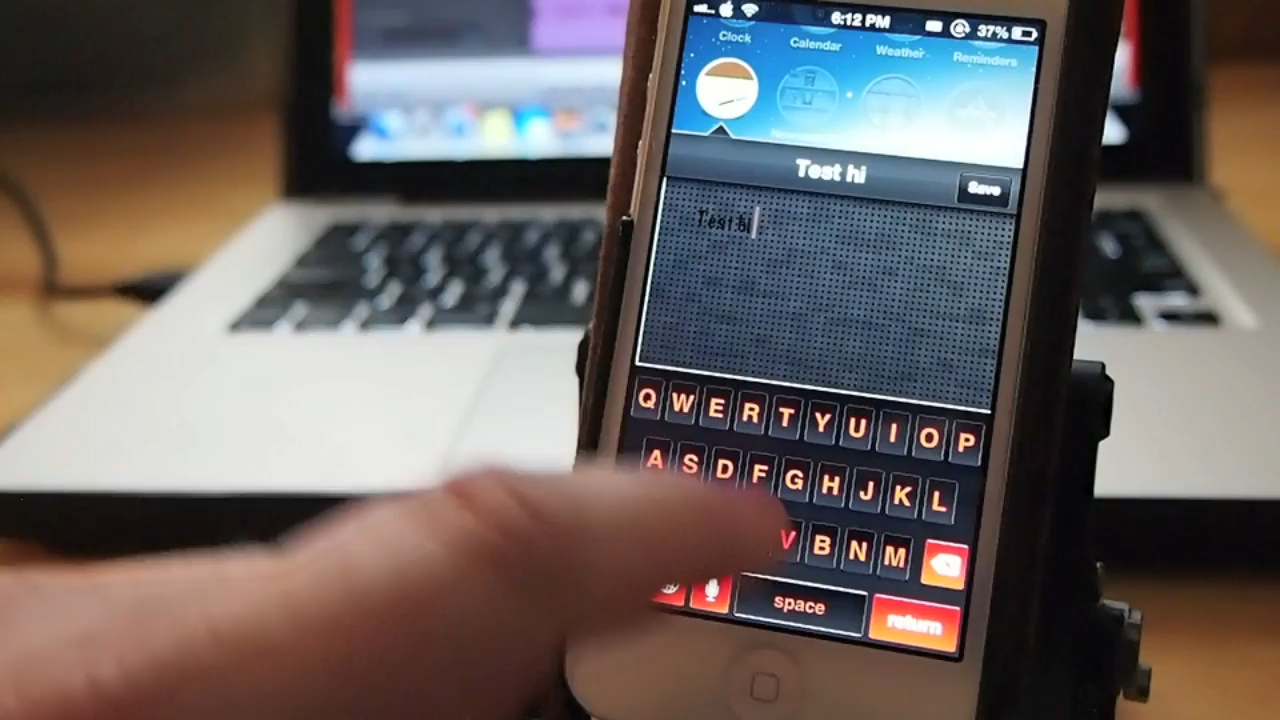 6:12 PM 37%
Clock Calendar Weather Reminders
Test hi Save
Test hi
Q W E R T Y U I O P
A S D F G H J K L
V B N M
space return